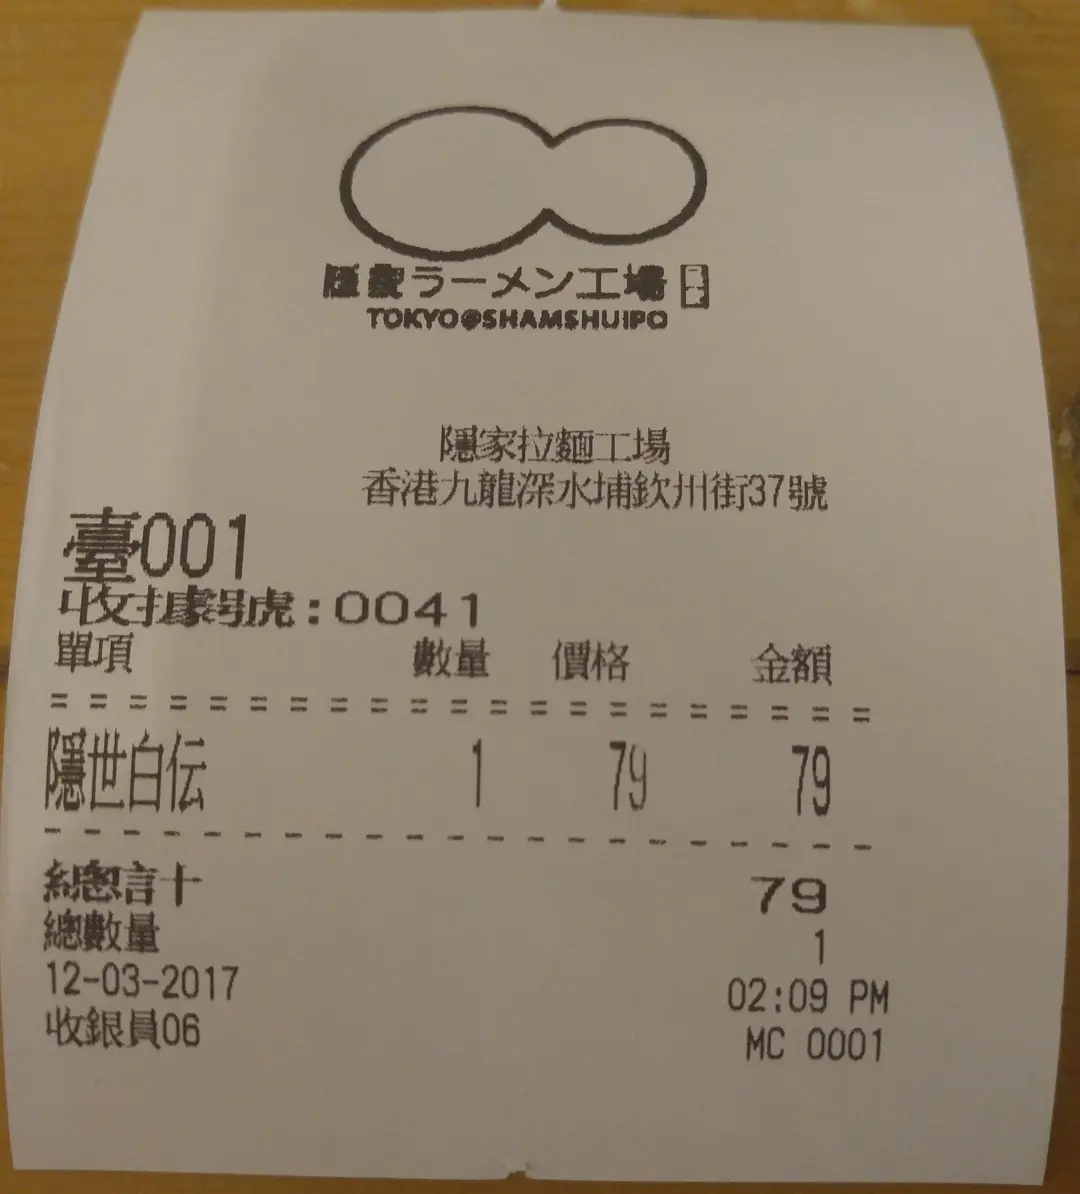 隱家ラーメン工場
TOKYO@SHAMSHUIPO
隱家拉麵工場
香港九龍深水埔欽州街37號
臺001
收據號:0041
單項 數量 價格 金額
隱世白伝 1 79 79
總計 79
總數量 1
12-03-2017 02:09 PM
收銀員06 MC 0001